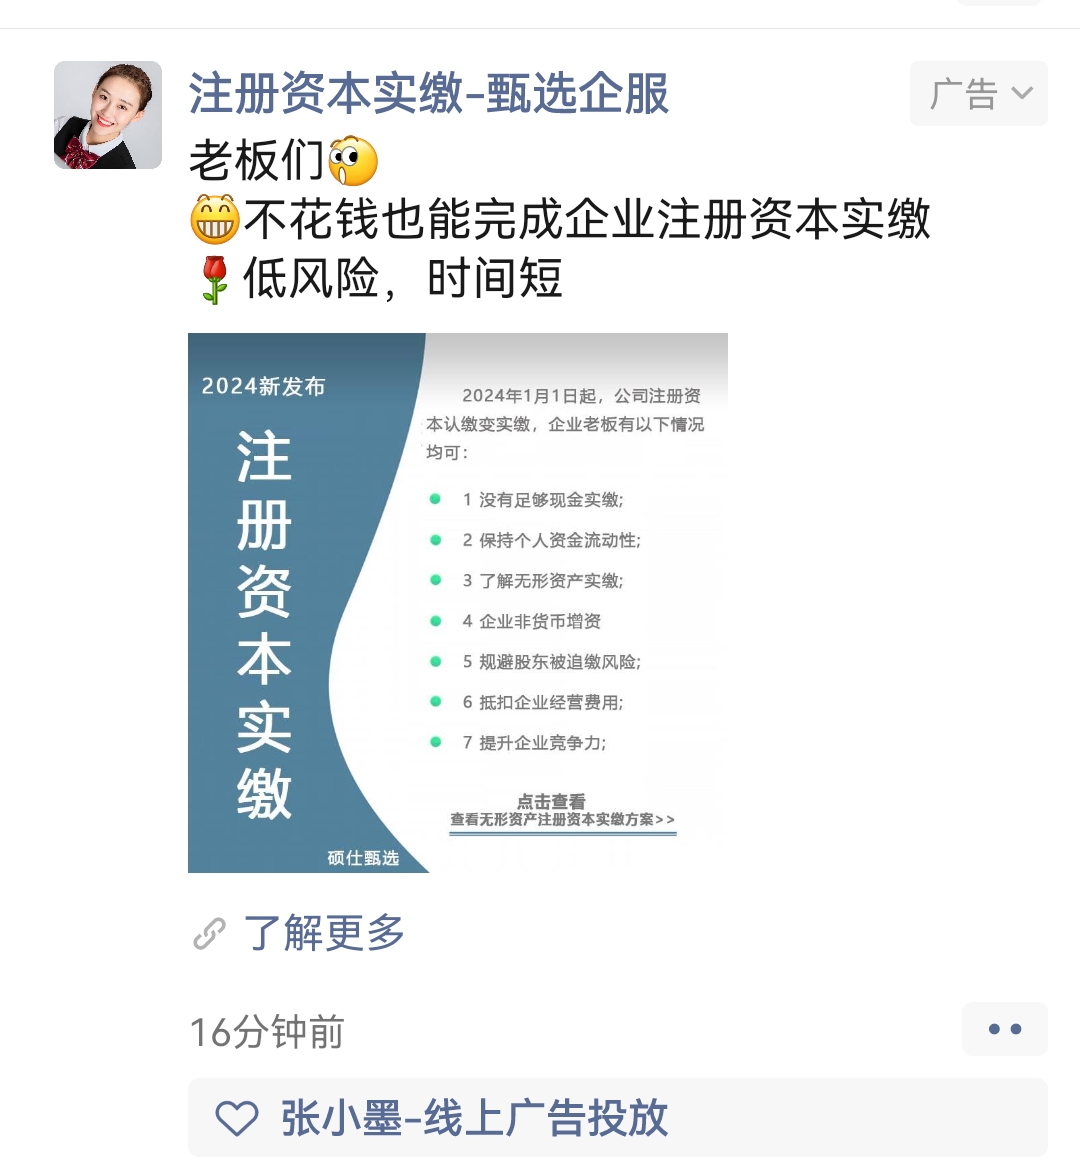 注册资本实缴-甄选企服
广告
老板们
不花钱也能完成企业注册资本实缴
低风险，时间短
2024新发布
注册资本实缴
硕仕甄选
2024年1月1日起，公司注册资
本认缴变实缴，企业老板有以下情况
均可：
1 没有足够现金实缴;
2 保持个人资金流动性;
3 了解无形资产实缴;
4 企业非货币增资
5 规避股东被追缴风险;
6 抵扣企业经营费用;
7 提升企业竞争力;
点击查看
查看无形资产注册资本实缴方案>>
了解更多
16分钟前
张小墨-线上广告投放